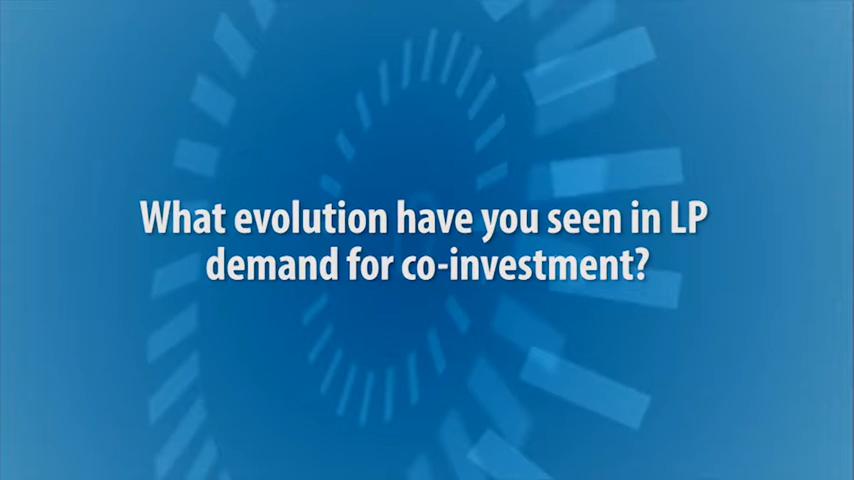 What evolution have you seen in LP
demand for co-investment?